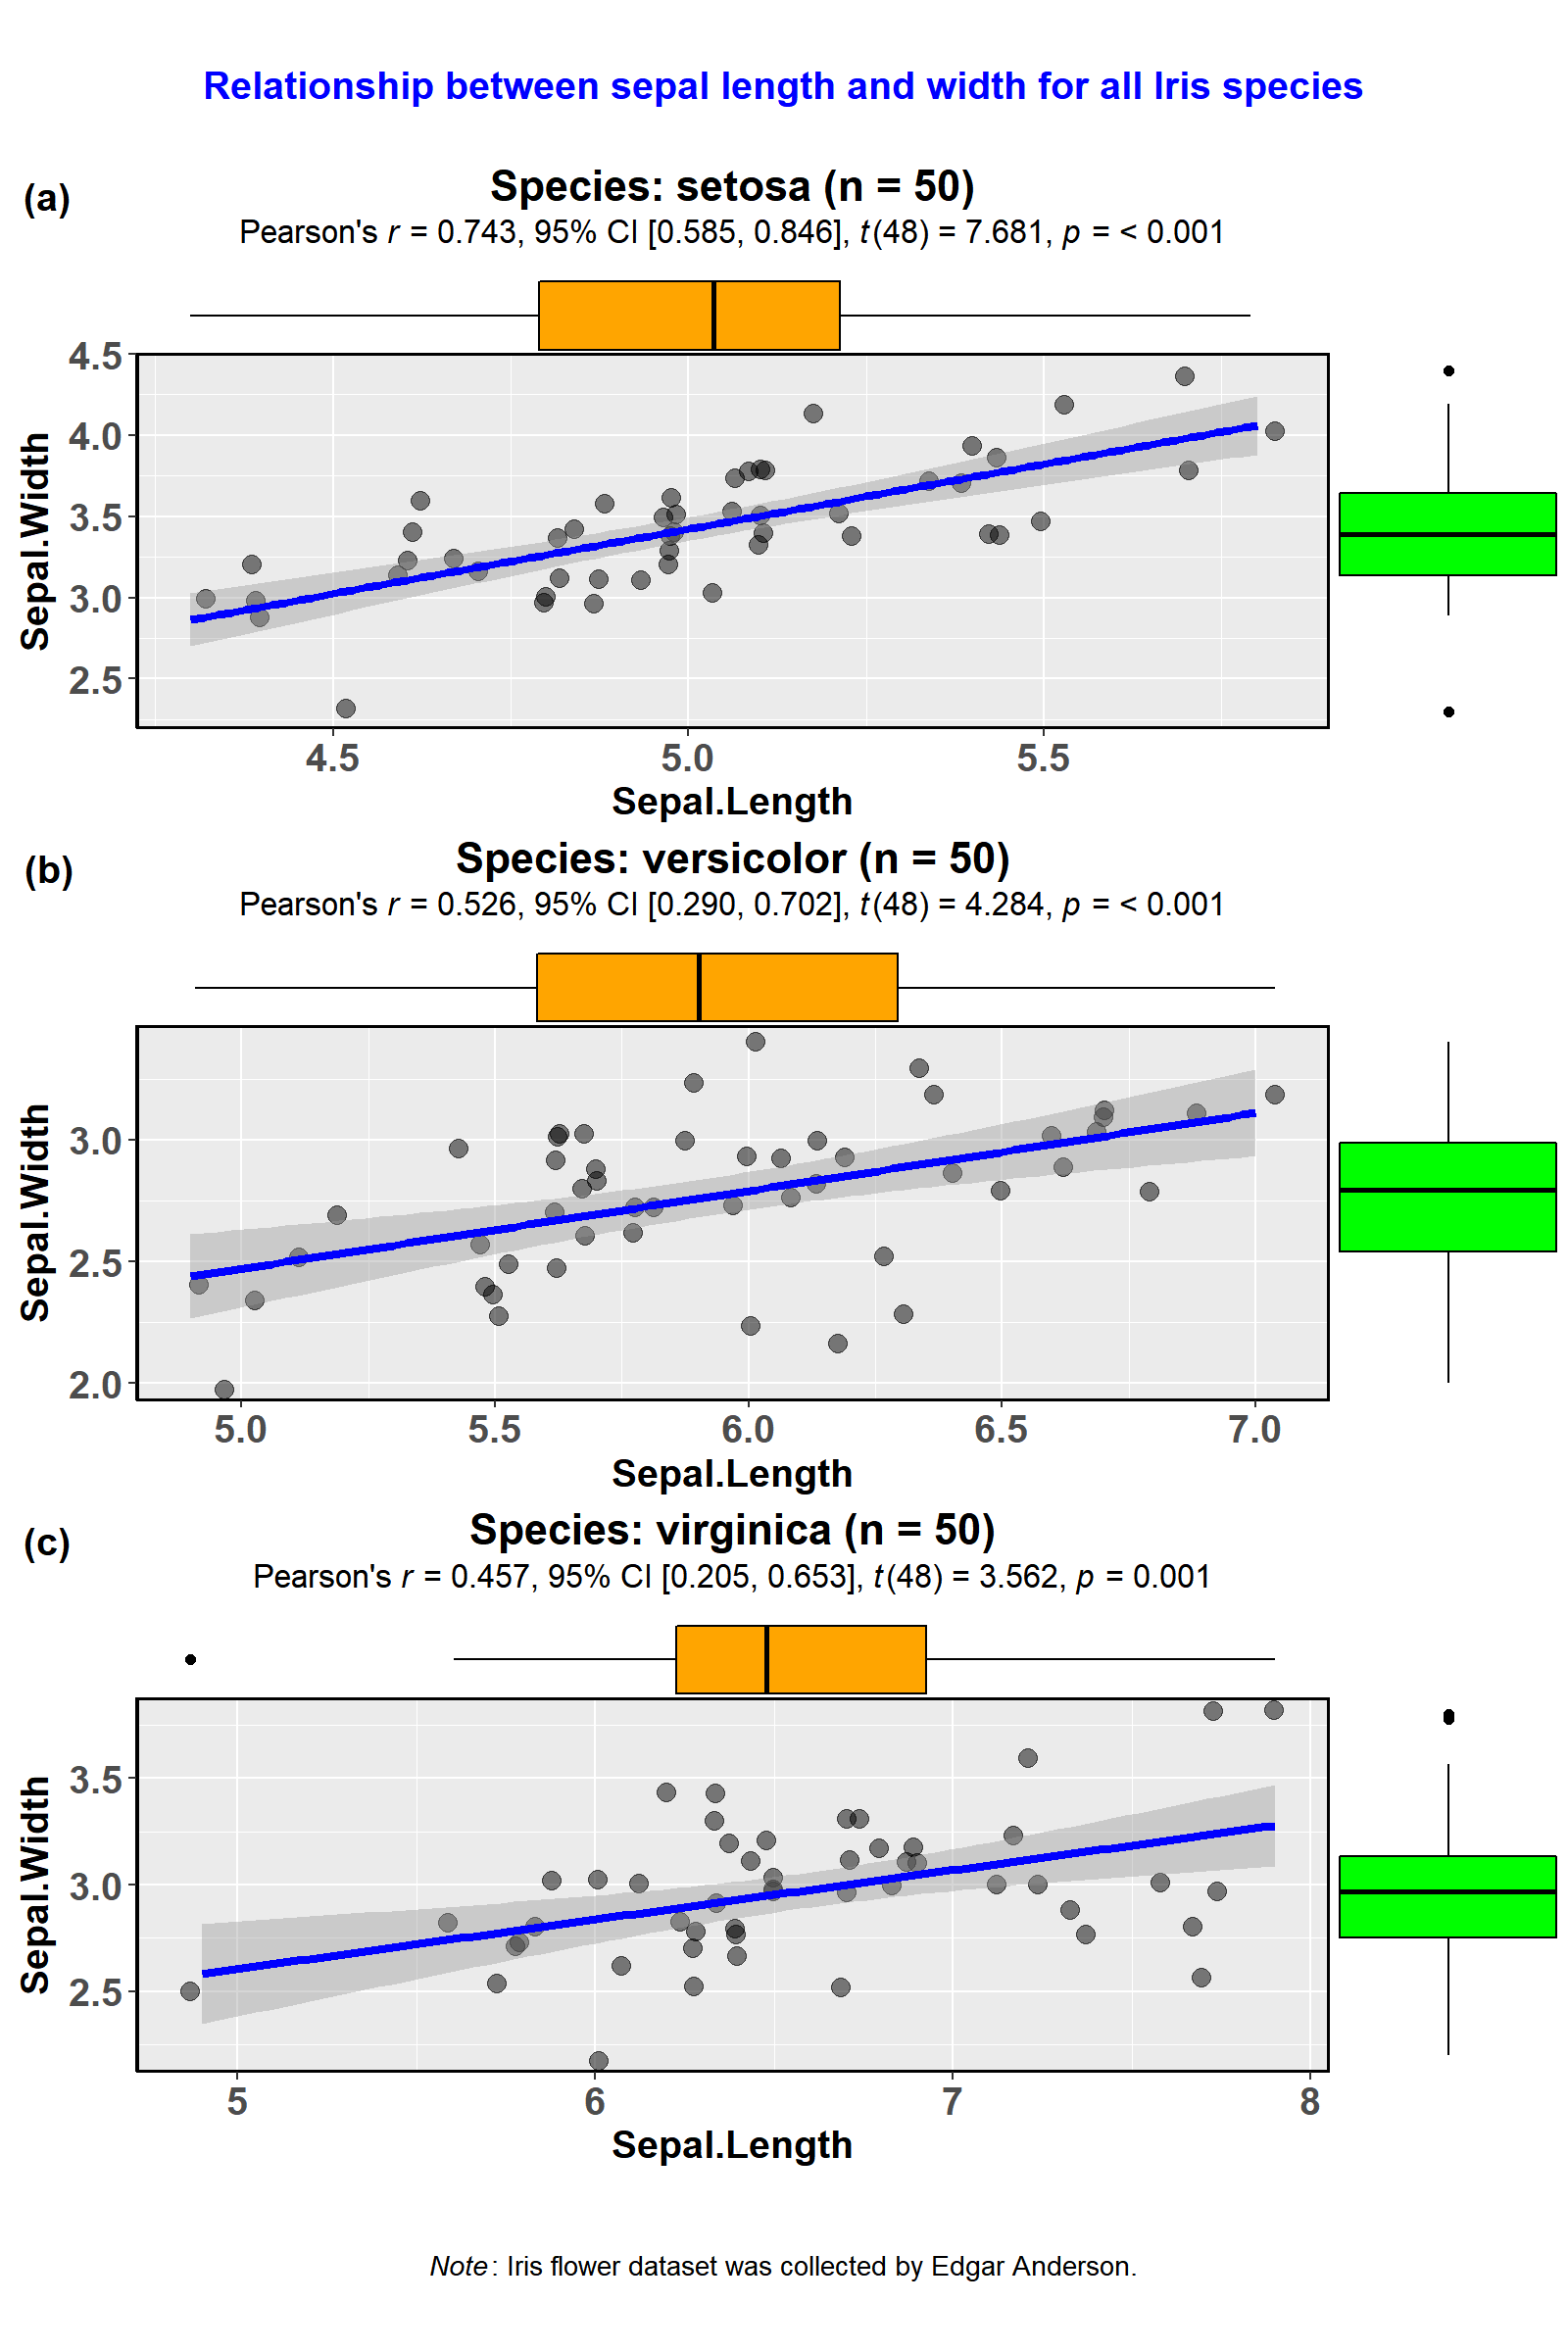 Relationship between sepal length and width for all Iris species
(a)
Species: setosa (n = 50)
Pearson's r = 0.743, 95% CI [0.585, 0.846], t(48) = 7.681, p = < 0.001
Sepal.Width
4.5
4.0
3.5
3.0
2.5
4.5 5.0 5.5
Sepal.Length
(b)
Species: versicolor (n = 50)
Pearson's r = 0.526, 95% CI [0.290, 0.702], t(48) = 4.284, p = < 0.001
Sepal.Width
3.0
2.5
2.0
5.0 5.5 6.0 6.5 7.0
Sepal.Length
(c)
Species: virginica (n = 50)
Pearson's r = 0.457, 95% CI [0.205, 0.653], t(48) = 3.562, p = 0.001
Sepal.Width
3.5
3.0
2.5
5 6 7 8
Sepal.Length
Note: Iris flower dataset was collected by Edgar Anderson.